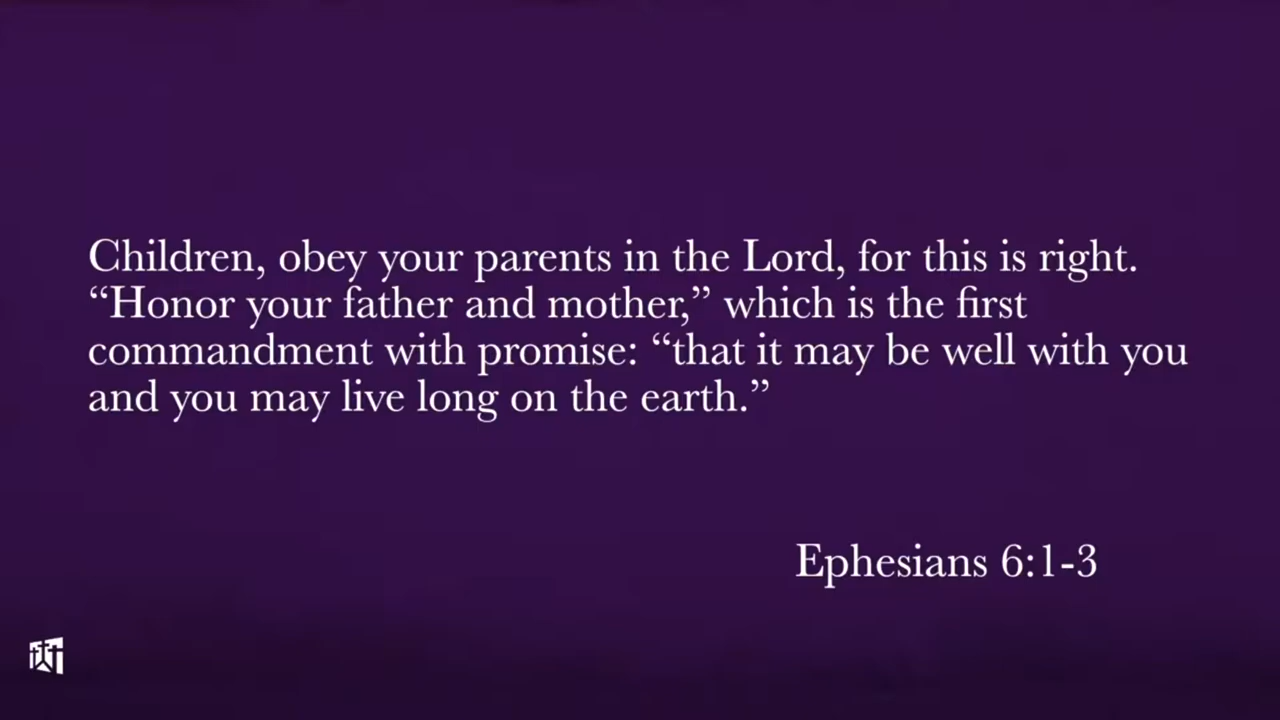 Children, obey your parents in the Lord, for this is right.
“Honor your father and mother,” which is the first
commandment with promise: “that it may be well with you
and you may live long on the earth.”
Ephesians 6:1-3